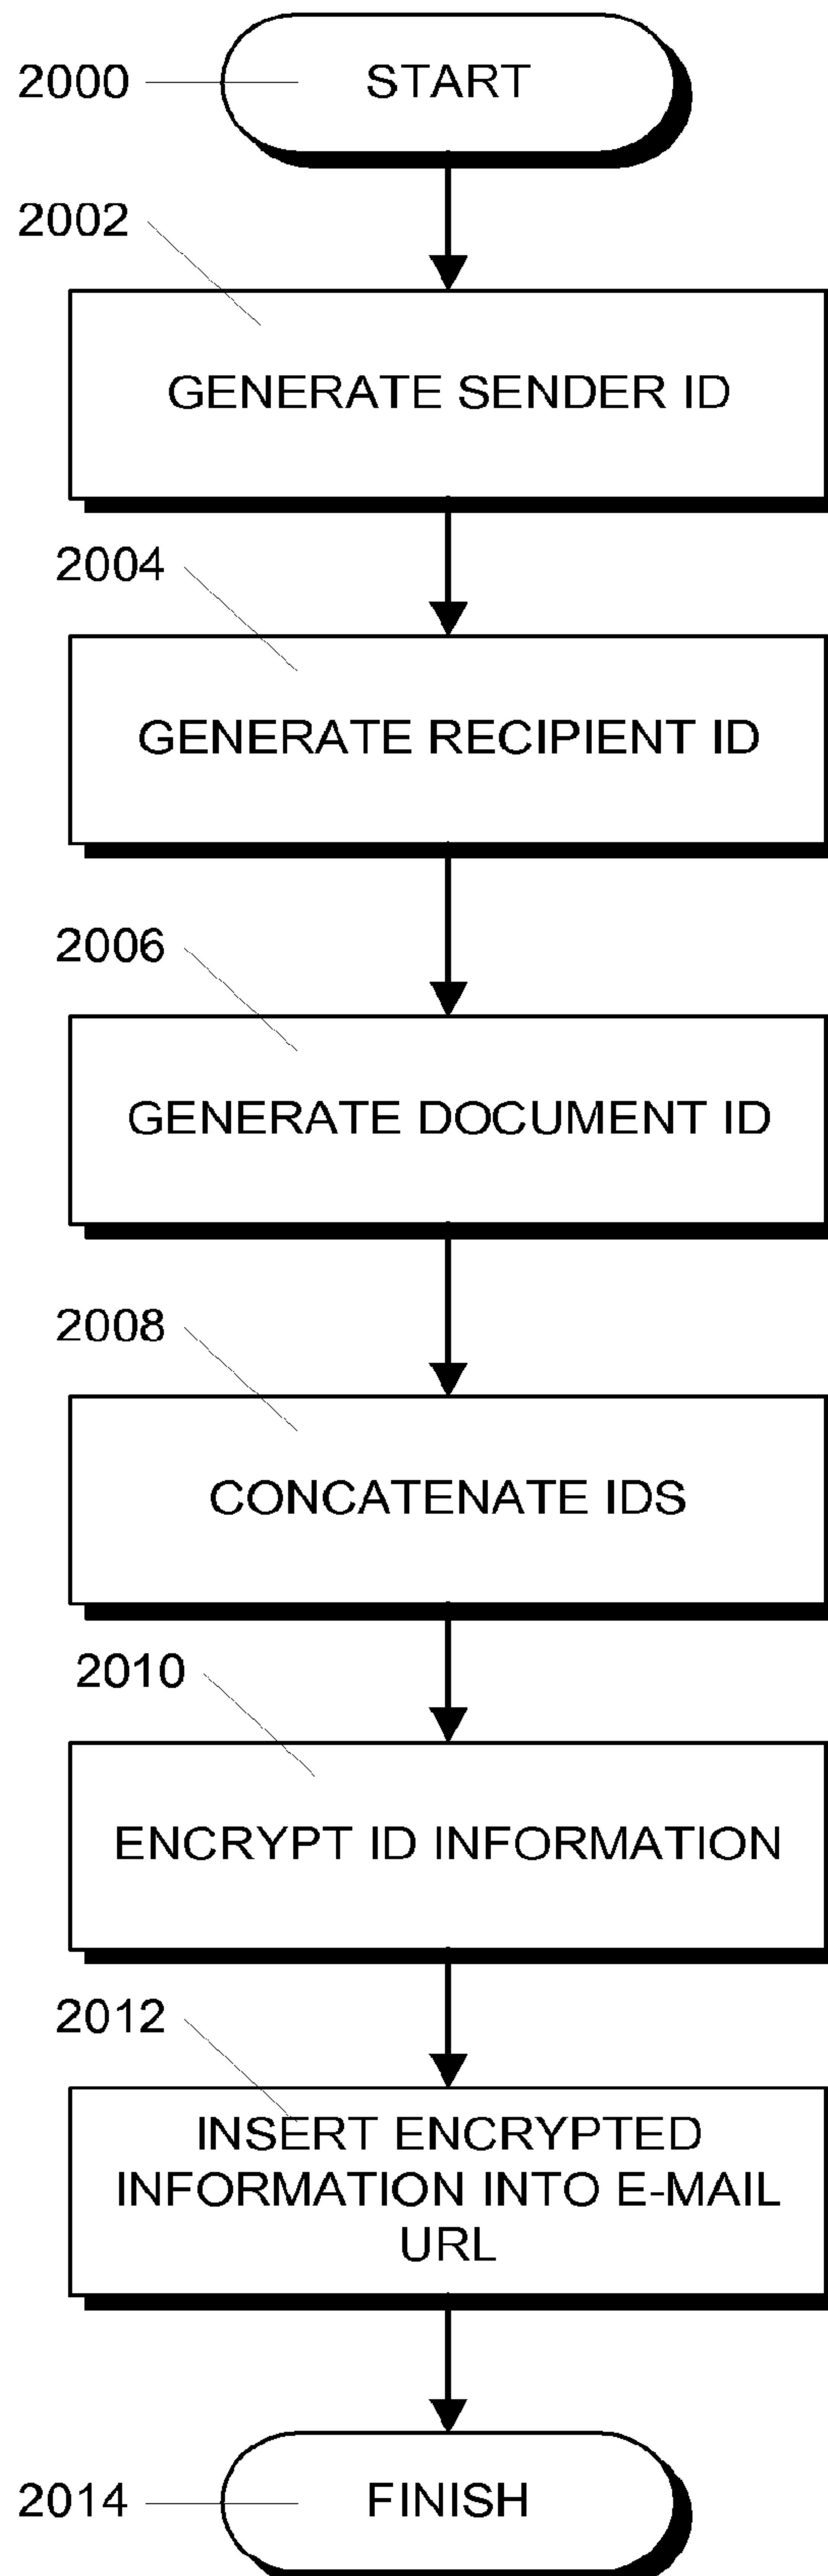 2000
START
2002
GENERATE SENDER ID
2004
GENERATE RECIPIENT ID
2006
GENERATE DOCUMENT ID
2008
CONCATENATE IDS
2010
ENCRYPT ID INFORMATION
2012
INSERT ENCRYPTED
INFORMATION INTO E-MAIL
URL
2014
FINISH